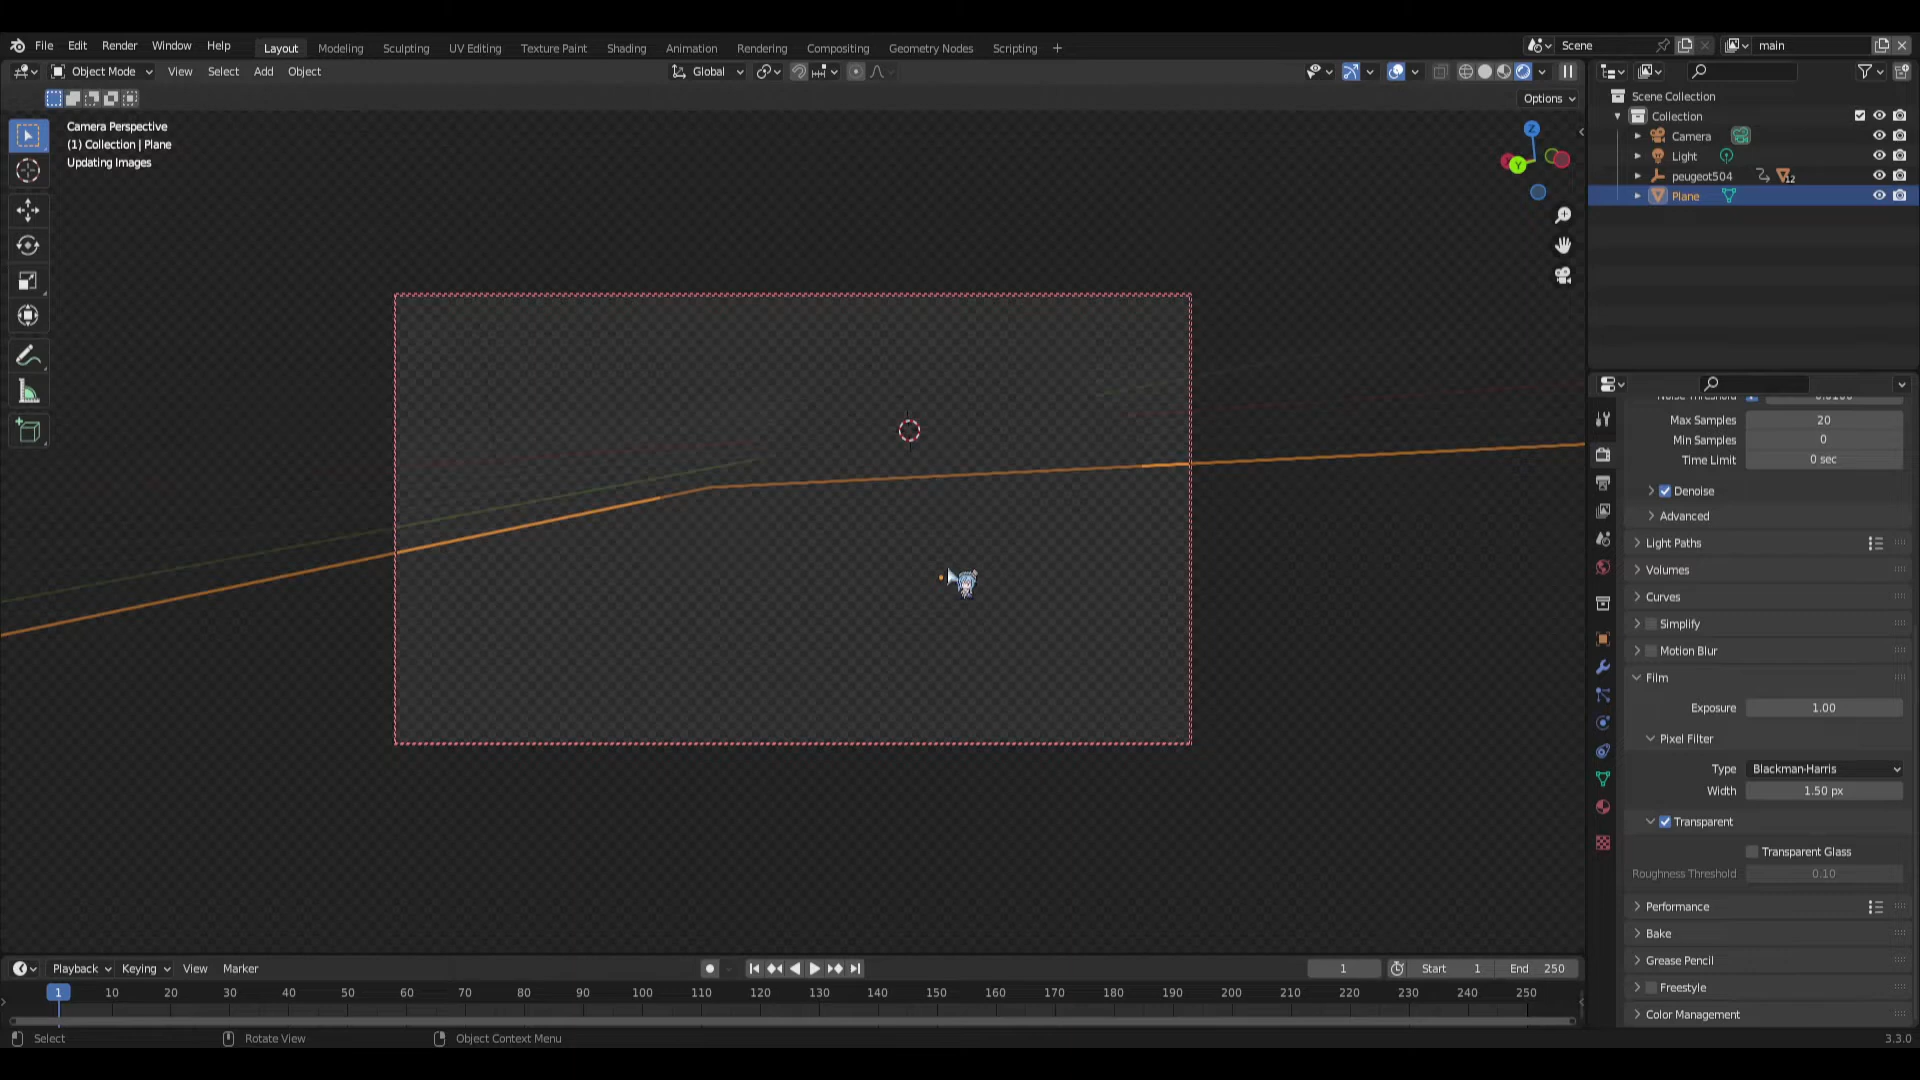 File Edit Render Window Help
Layout Modeling Sculpting UV Editing Texture Paint Shading Animation Rendering Compositing Geometry Nodes Scripting +
Scene
main
Object Mode View Select Add Object
Global
Options
Camera Perspective
(1) Collection | Plane
Updating Images
Z
Y
Scene Collection
Collection
Camera
Light
peugeot504
12
Plane
Noise Threshold 0.0100
Max Samples 20
Min Samples 0
Time Limit 0 sec
Denoise
Advanced
Light Paths
Volumes
Curves
Simplify
Motion Blur
Film
Exposure 1.00
Pixel Filter
Type Blackman-Harris
Width 1.50 px
Transparent
Transparent Glass
Roughness Threshold 0.10
Performance
Bake
Grease Pencil
Freestyle
Color Management
Playback Keying View Marker
1 Start 1 End 250
1 10 20 30 40 50 60 70 80 90 100 110 120 130 140 150 160 170 180 190 200 210 220 230 240 250
Select Rotate View Object Context Menu
3.3.0